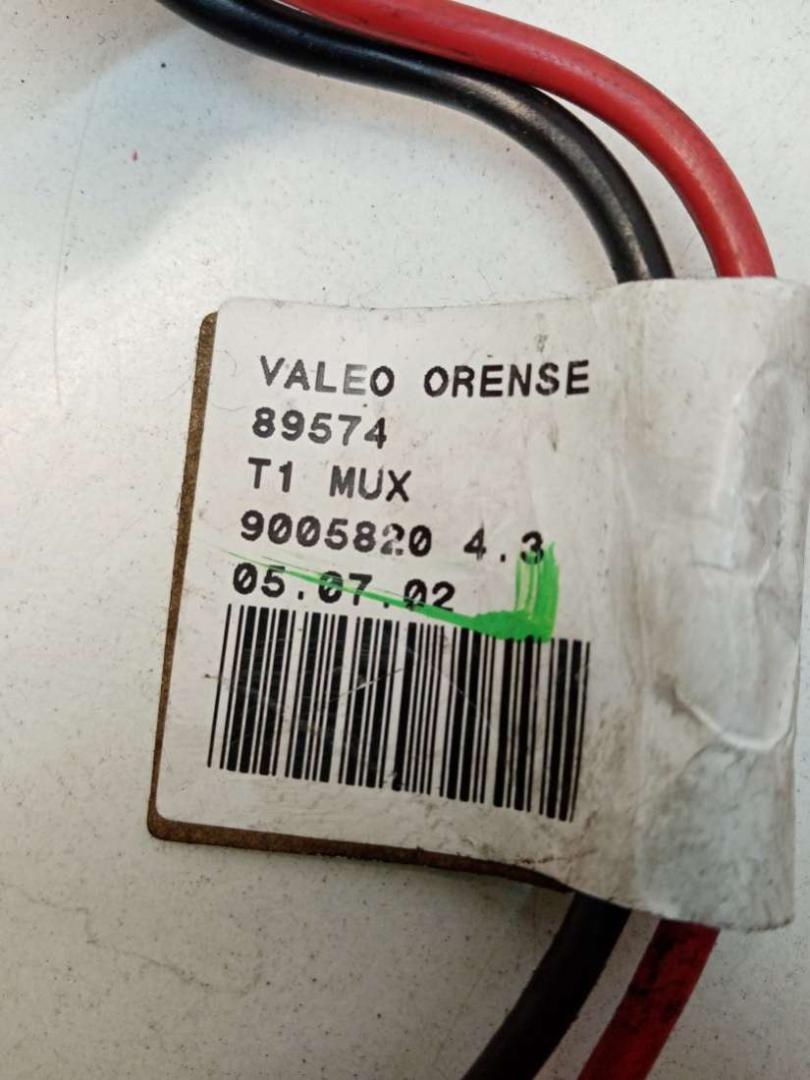 VALEO ORENSE
89574
T1 MUX
9005820 4.3
05.07.02